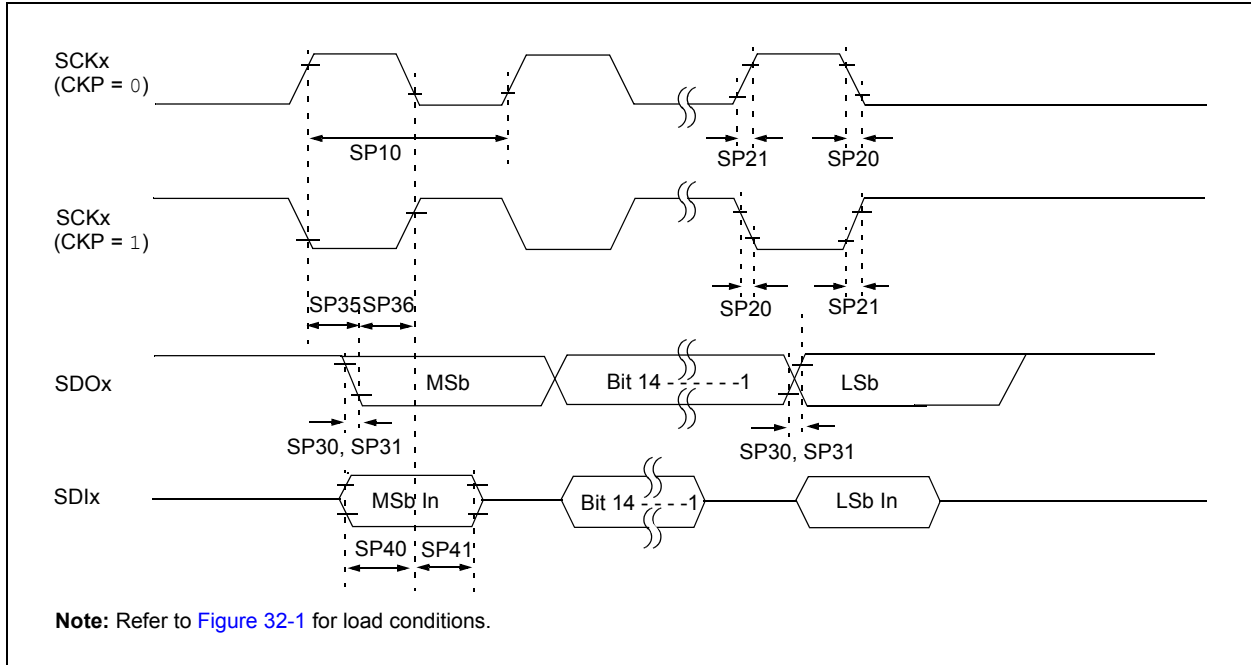 SCKx
(CKP = 0)
SP10
SP21
SP20
SCKx
(CKP = 1)
SP20
SP21
SP35
SP36
SDOx
MSb
Bit 14 - - - - - -1
LSb
SP30, SP31
SP30, SP31
SDIx
MSb In
Bit 14 - - - -1
LSb In
SP40
SP41
Note: Refer to Figure 32-1 for load conditions.